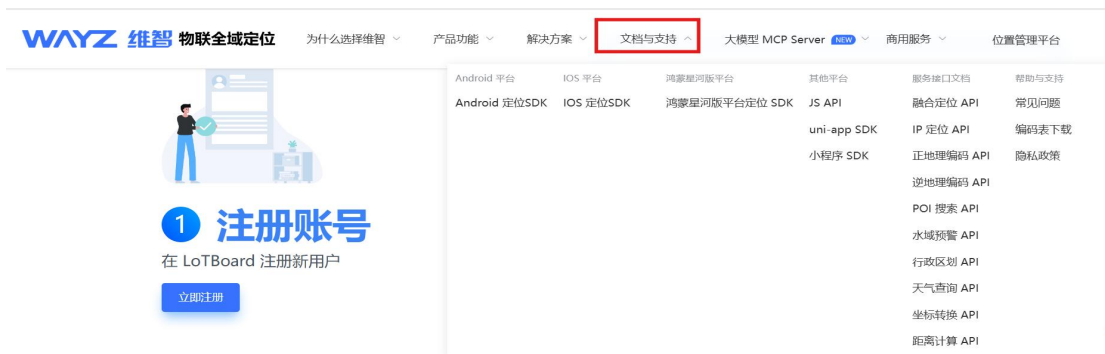 WAYZ 维智 物联全域定位 为什么选择维智 产品功能 解决方案 文档与支持 大模型 MCP Server NEW 商用服务 位置管理平台
Android 平台 IOS 平台 鸿蒙星河版平台 其他平台 服务接口文档 帮助与支持
Android 定位SDK IOS 定位SDK 鸿蒙星河版平台定位 SDK JS API 融合定位 API 常见问题
uni-app SDK IP 定位 API 编码表下载
小程序 SDK 正地理编码 API 隐私政策
逆地理编码 API
POI 搜索 API
水域预警 API
行政区划 API
天气查询 API
坐标转换 API
距离计算 API
1 注册账号
在 LoTBoard 注册新用户
立即注册